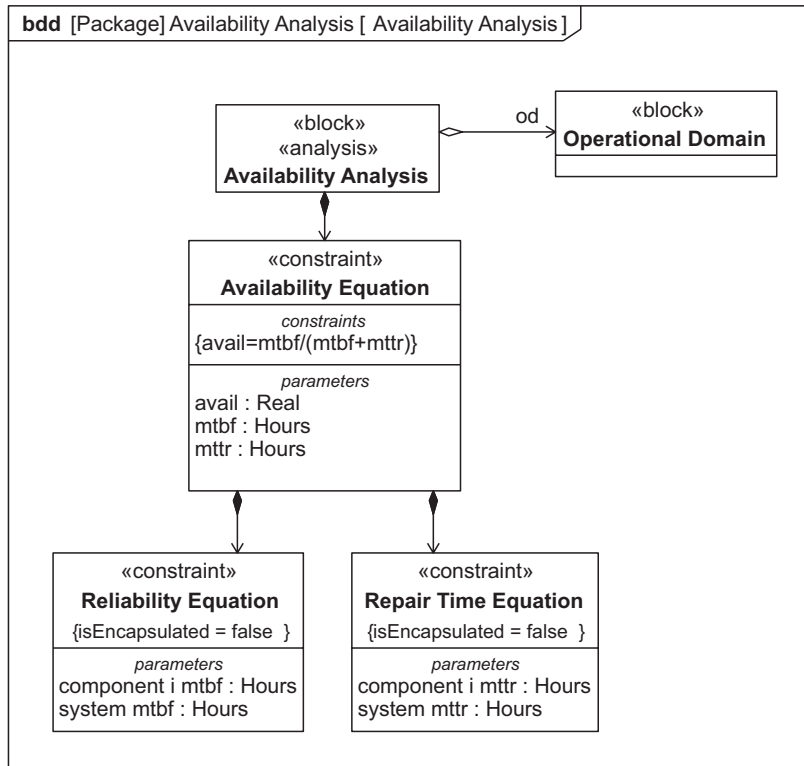 bdd [Package] Availability Analysis [ Availability Analysis ]
«block»
«analysis»
Availability Analysis
od
«block»
Operational Domain
«constraint»
Availability Equation
constraints
{avail=mtbf/(mtbf+mttr)}
parameters
avail : Real
mtbf : Hours
mttr : Hours
«constraint»
Reliability Equation
{isEncapsulated = false }
parameters
component i mtbf : Hours
system mtbf : Hours
«constraint»
Repair Time Equation
{isEncapsulated = false }
parameters
component i mttr : Hours
system mttr : Hours